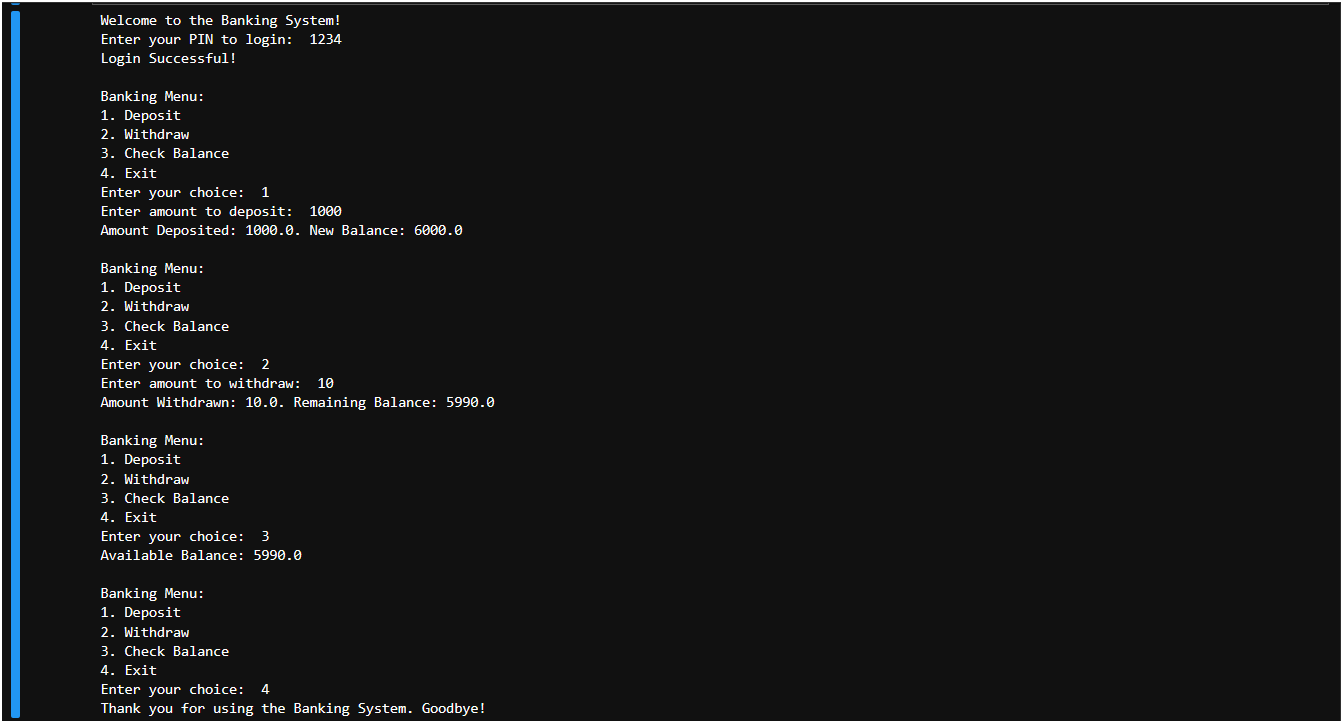 Welcome to the Banking System!
Enter your PIN to login:  1234
Login Successful!

Banking Menu:
1. Deposit
2. Withdraw
3. Check Balance
4. Exit
Enter your choice:  1
Enter amount to deposit:  1000
Amount Deposited: 1000.0. New Balance: 6000.0

Banking Menu:
1. Deposit
2. Withdraw
3. Check Balance
4. Exit
Enter your choice:  2
Enter amount to withdraw:  10
Amount Withdrawn: 10.0. Remaining Balance: 5990.0

Banking Menu:
1. Deposit
2. Withdraw
3. Check Balance
4. Exit
Enter your choice:  3
Available Balance: 5990.0

Banking Menu:
1. Deposit
2. Withdraw
3. Check Balance
4. Exit
Enter your choice:  4
Thank you for using the Banking System. Goodbye!